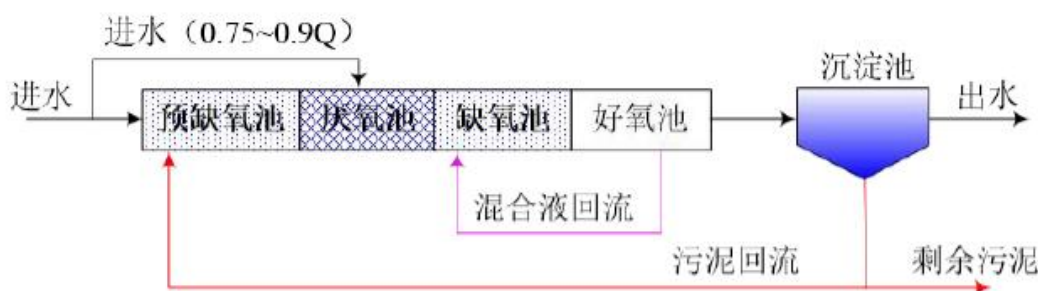 进水（0.75~0.9Q）
进水
预缺氧池
厌氧池
缺氧池
好氧池
沉淀池
出水
混合液回流
污泥回流
剩余污泥